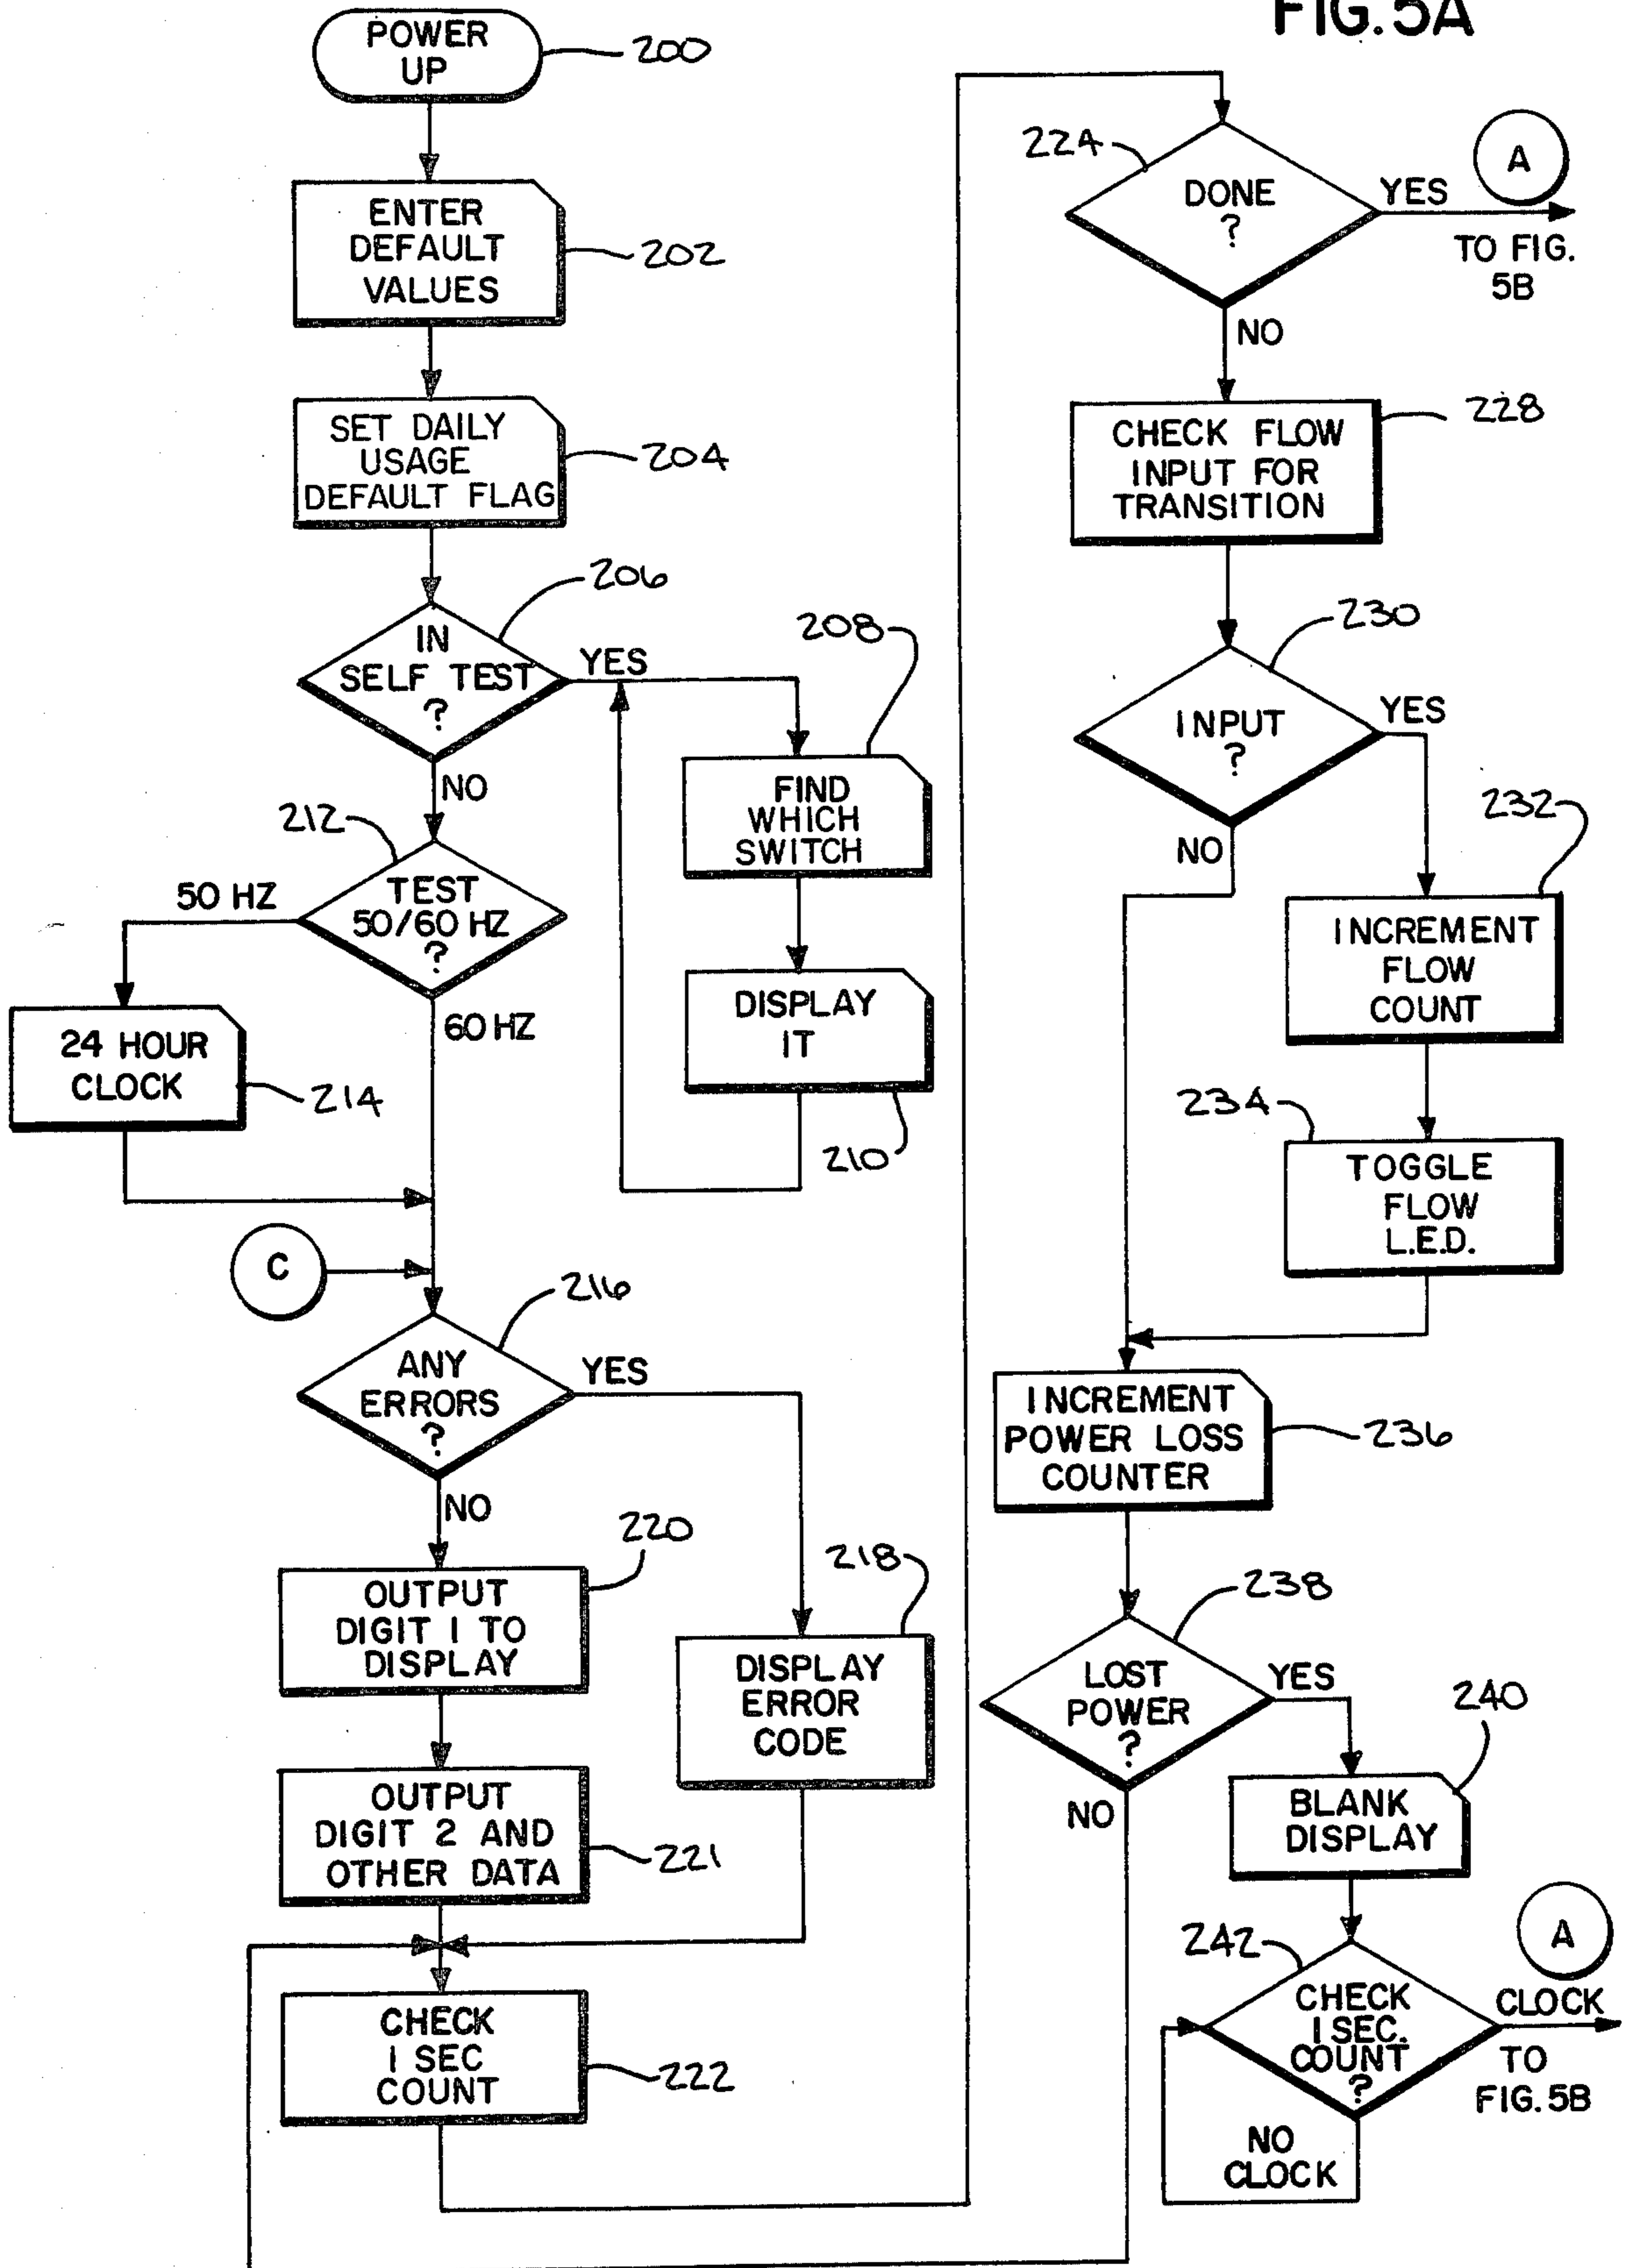 FIG. 5A
POWER
UP
200
ENTER
DEFAULT
VALUES
202
SET DAILY
USAGE
DEFAULT FLAG
204
IN
SELF TEST
?
206
YES
NO
208
FIND
WHICH
SWITCH
DISPLAY
IT
210
212
TEST
50/60 HZ
?
50 HZ
60 HZ
24 HOUR
CLOCK
214
C
216
ANY
ERRORS
?
YES
NO
220
OUTPUT
DIGIT 1 TO
DISPLAY
218
DISPLAY
ERROR
CODE
OUTPUT
DIGIT 2 AND
OTHER DATA
221
CHECK
1 SEC
COUNT
222
224
DONE
?
YES
A
TO FIG.
5B
NO
CHECK FLOW
INPUT FOR
TRANSITION
228
230
INPUT
?
YES
NO
232
INCREMENT
FLOW
COUNT
234
TOGGLE
FLOW
L.E.D.
INCREMENT
POWER LOSS
COUNTER
236
238
LOST
POWER
?
YES
NO
240
BLANK
DISPLAY
242
CHECK
1 SEC.
COUNT
?
A
CLOCK
TO
FIG. 5B
NO
CLOCK